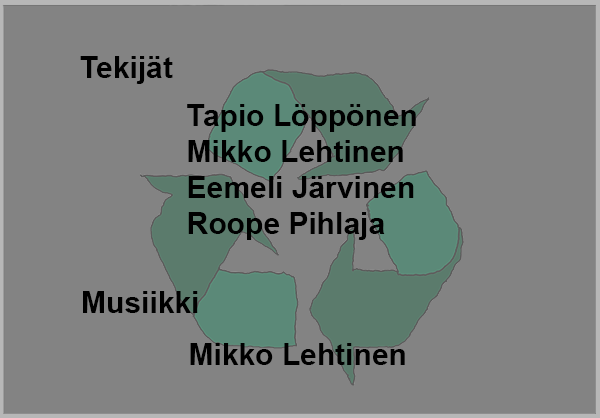 Tekijät
Tapio Löppönen
Mikko Lehtinen
Eemeli Järvinen
Roope Pihlaja
Musiikki
Mikko Lehtinen